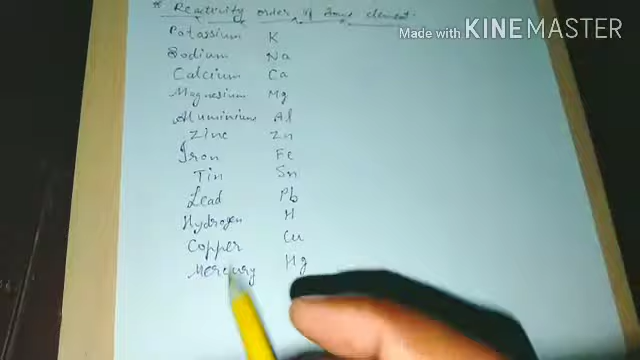 * Reactivity order of some element.
Made with KINEMASTER
Potassium K
Sodium Na
Calcium Ca
Magnesium Mg
Aluminium Al
Zinc Zn
Iron Fe
Tin Sn
Lead Pb
Hydrogen H
Copper Cu
Mercury Hg